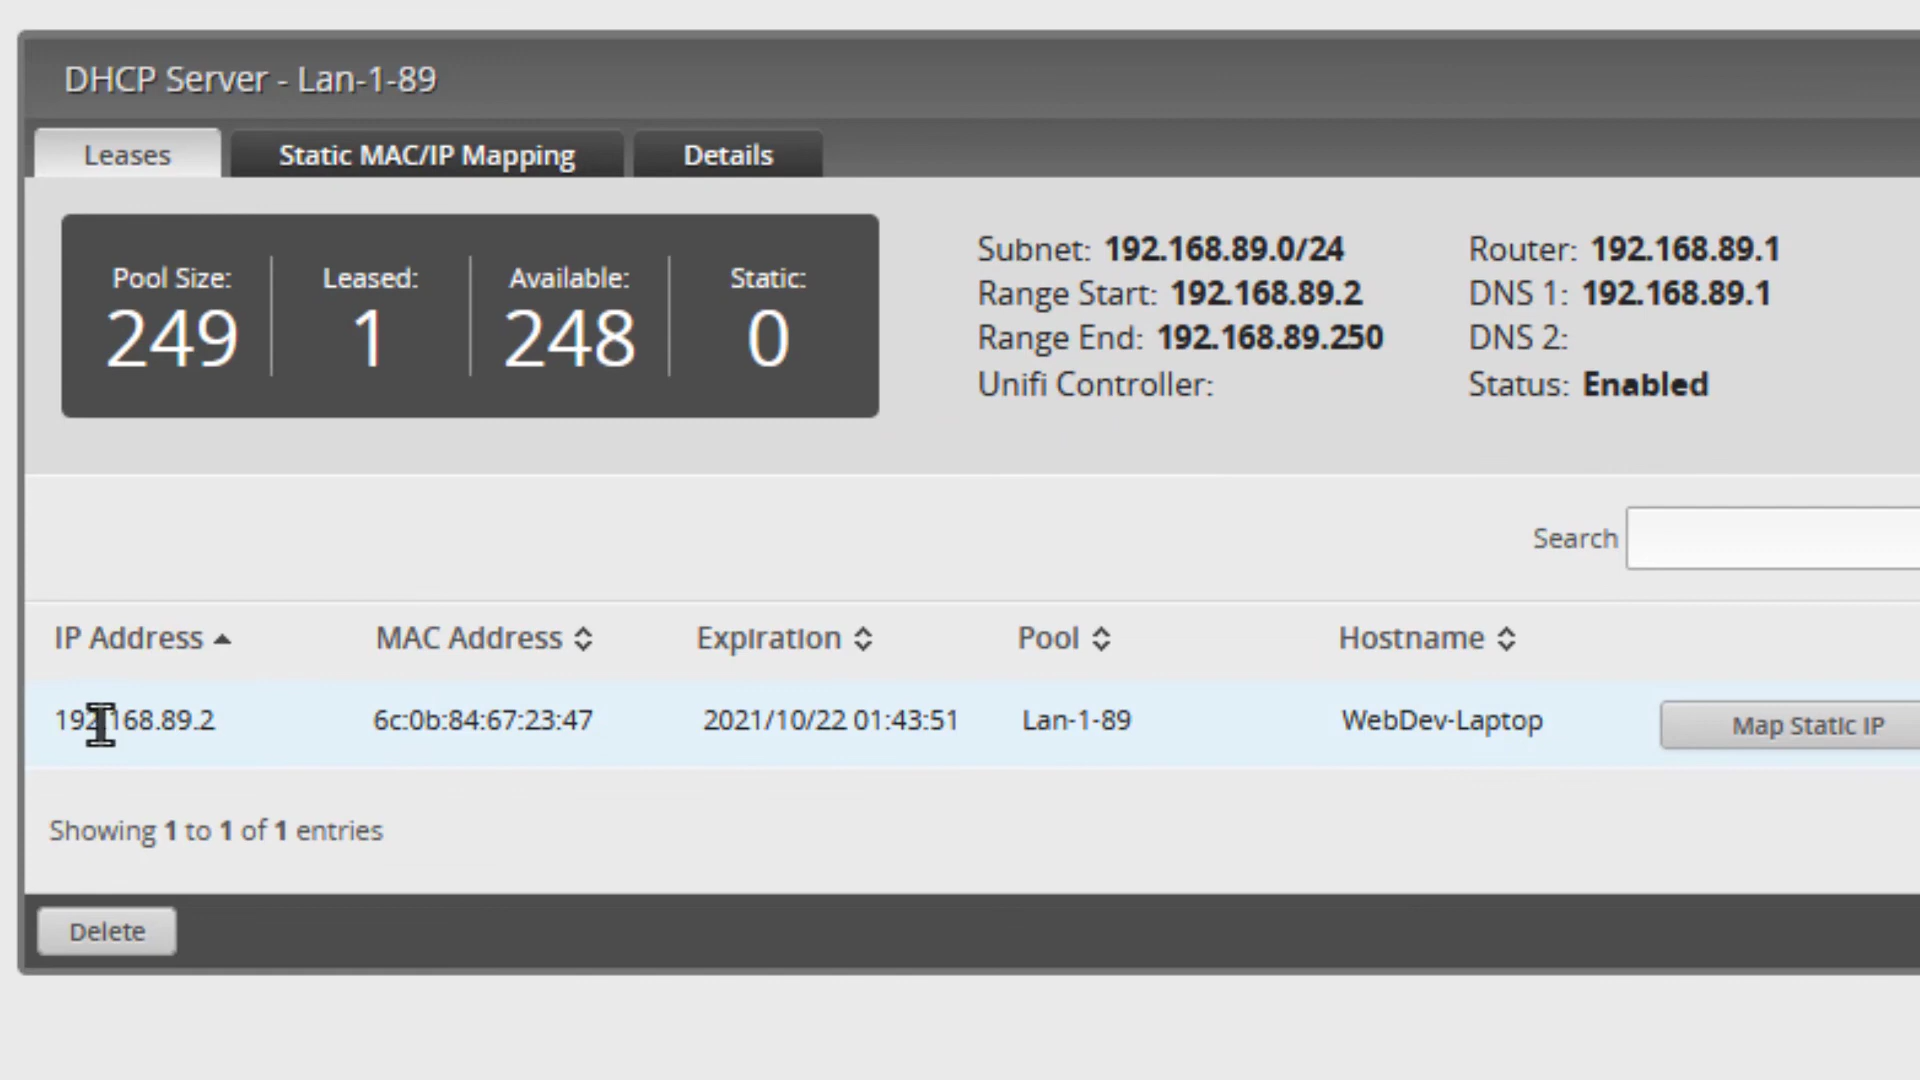 DHCP Server - Lan-1-89
Leases Static MAC/IP Mapping Details
Pool Size: Leased: Available: Static:
249 1 248 0
Subnet: 192.168.89.0/24 Router: 192.168.89.1
Range Start: 192.168.89.2 DNS 1: 192.168.89.1
Range End: 192.168.89.250 DNS 2:
Unifi Controller: Status: Enabled
Search
IP Address MAC Address Expiration Pool Hostname
192.168.89.2 6c:0b:84:67:23:47 2021/10/22 01:43:51 Lan-1-89 WebDev-Laptop Map Static IP
Showing 1 to 1 of 1 entries
Delete